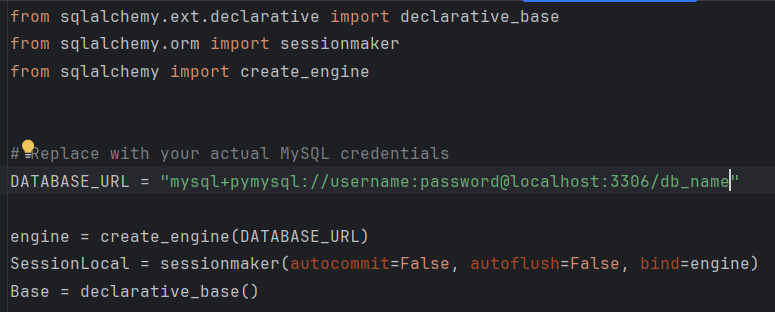 from sqlalchemy.ext.declarative import declarative_base
from sqlalchemy.orm import sessionmaker
from sqlalchemy import create_engine
# Replace with your actual MySQL credentials
DATABASE_URL = "mysql+pymysql://username:password@localhost:3306/db_name"
engine = create_engine(DATABASE_URL)
SessionLocal = sessionmaker(autocommit=False, autoflush=False, bind=engine)
Base = declarative_base()